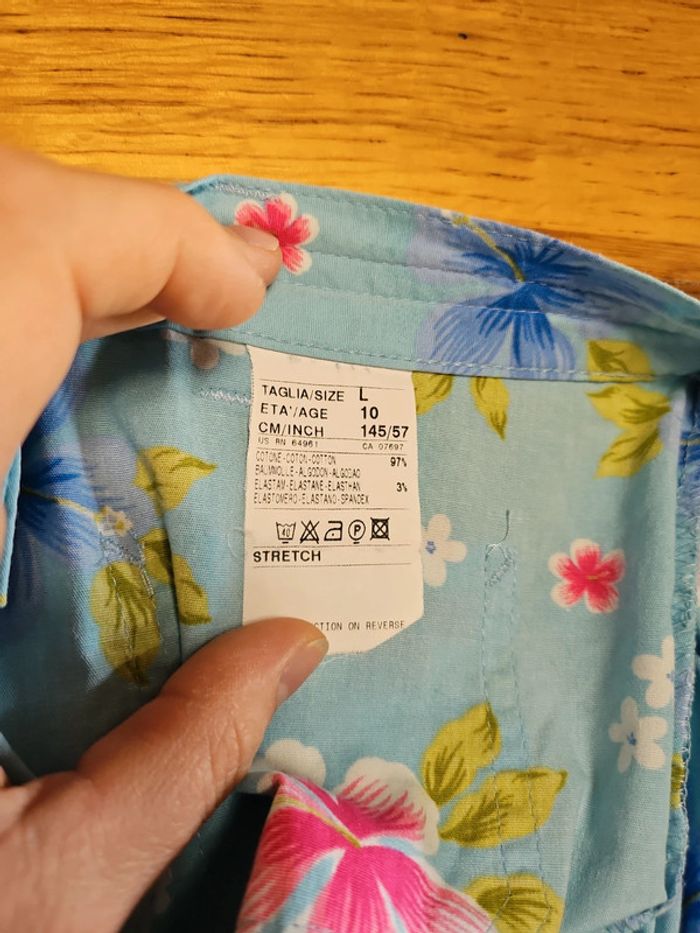 TAGLIA/SIZE L
ETA'/AGE 10
CM/INCH 145/57
US RN 64961 CA 07697
COTONE-COTON-COTTON 97%
BAUMWOLLE-ALGODON-ALGODAO
ELASTAM-ELASTANE-ELASTHAN 3%
ELASTOMERO-ELASTANO-SPANDEX
40 P
STRETCH
CTION ON REVERSE